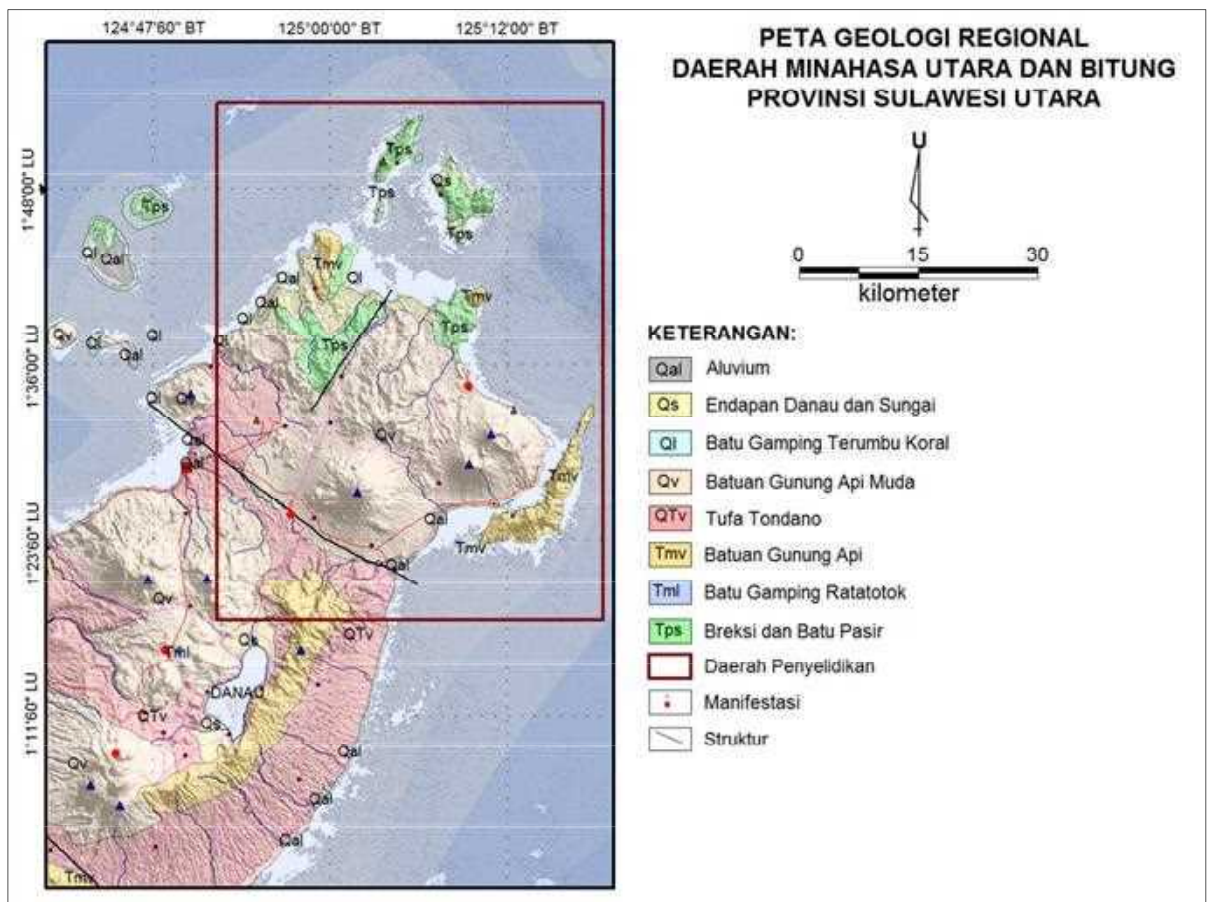 124°47'60" BT
125°00'00" BT
125°12'00" BT
PETA GEOLOGI REGIONAL
DAERAH MINAHASA UTARA DAN BITUNG
PROVINSI SULAWESI UTARA
U
0 15 30
kilometer
KETERANGAN:
Qal Aluvium
Qs Endapan Danau dan Sungai
Ql Batu Gamping Terumbu Koral
Qv Batuan Gunung Api Muda
QTv Tufa Tondano
Tmv Batuan Gunung Api
Tml Batu Gamping Ratatotok
Tps Breksi dan Batu Pasir
Daerah Penyelidikan
Manifestasi
Struktur
1°48'00" LU
1°36'00" LU
1°23'60" LU
1°11'60" LU
Tps
Tps
Qs
Tps
Tps
Ql
Qal
Tmv
Qal
Ql
Qal
Ql
Tmv
Tps
Tps
Qv
Ql
Qal
Ql
Ql
Ql
Qv
Qal
Qal
Qv
Tmv
Qal
Tmv
Qal
Qv
QTv
Qs
Tml
DANAU
QTv
Qs
Qv
Qal
Qal
Qal
Tmv